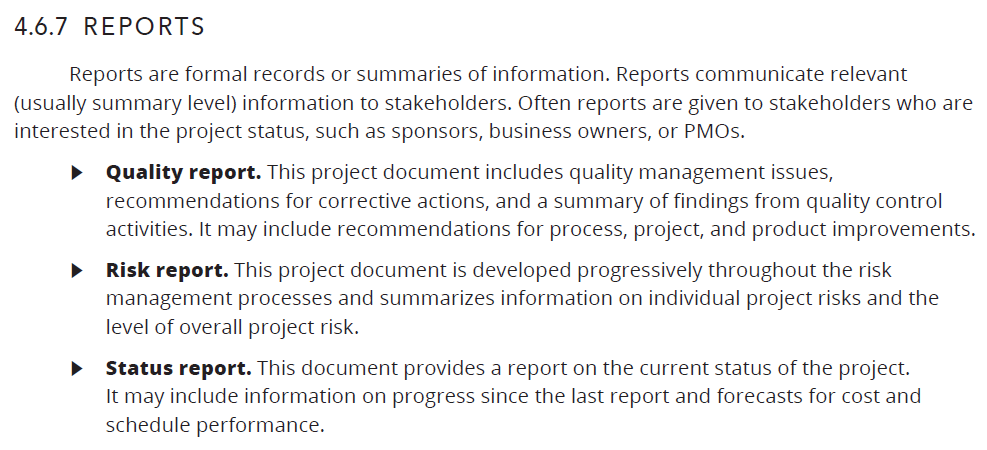 4.6.7 REPORTS
Reports are formal records or summaries of information. Reports communicate relevant
(usually summary level) information to stakeholders. Often reports are given to stakeholders who are
interested in the project status, such as sponsors, business owners, or PMOs.
▶ Quality report. This project document includes quality management issues,
recommendations for corrective actions, and a summary of findings from quality control
activities. It may include recommendations for process, project, and product improvements.
▶ Risk report. This project document is developed progressively throughout the risk
management processes and summarizes information on individual project risks and the
level of overall project risk.
▶ Status report. This document provides a report on the current status of the project.
It may include information on progress since the last report and forecasts for cost and
schedule performance.